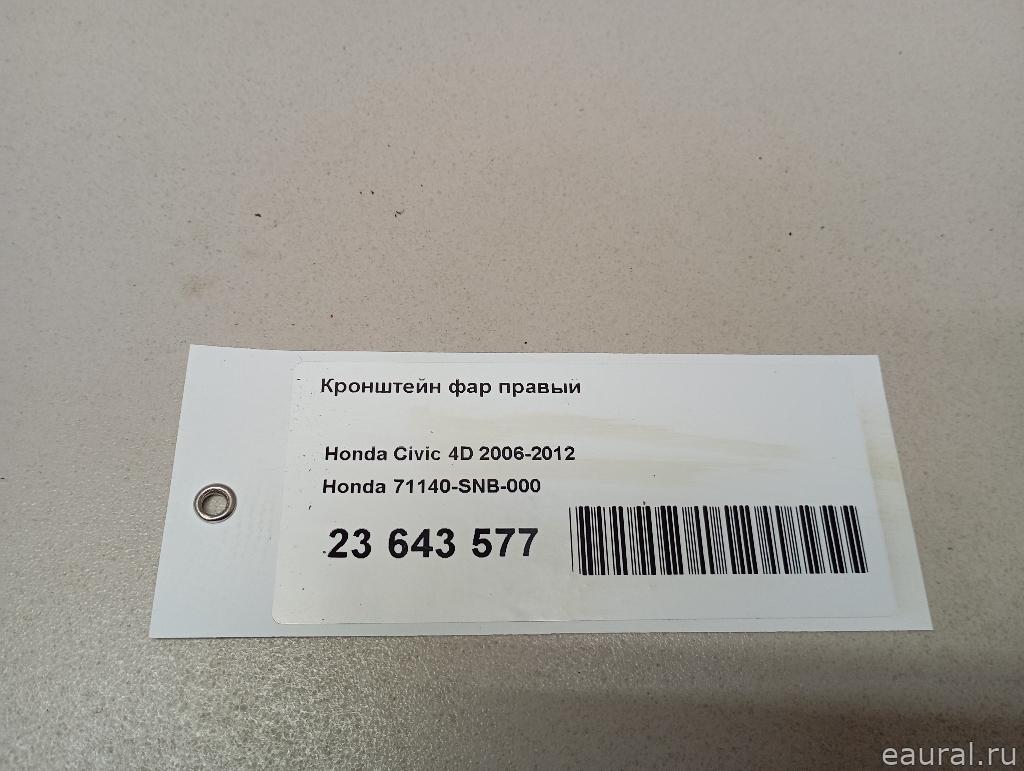 Кронштейн фар правый
Honda Civic 4D 2006-2012
Honda 71140-SNB-000
23 643 577
eaural.ru